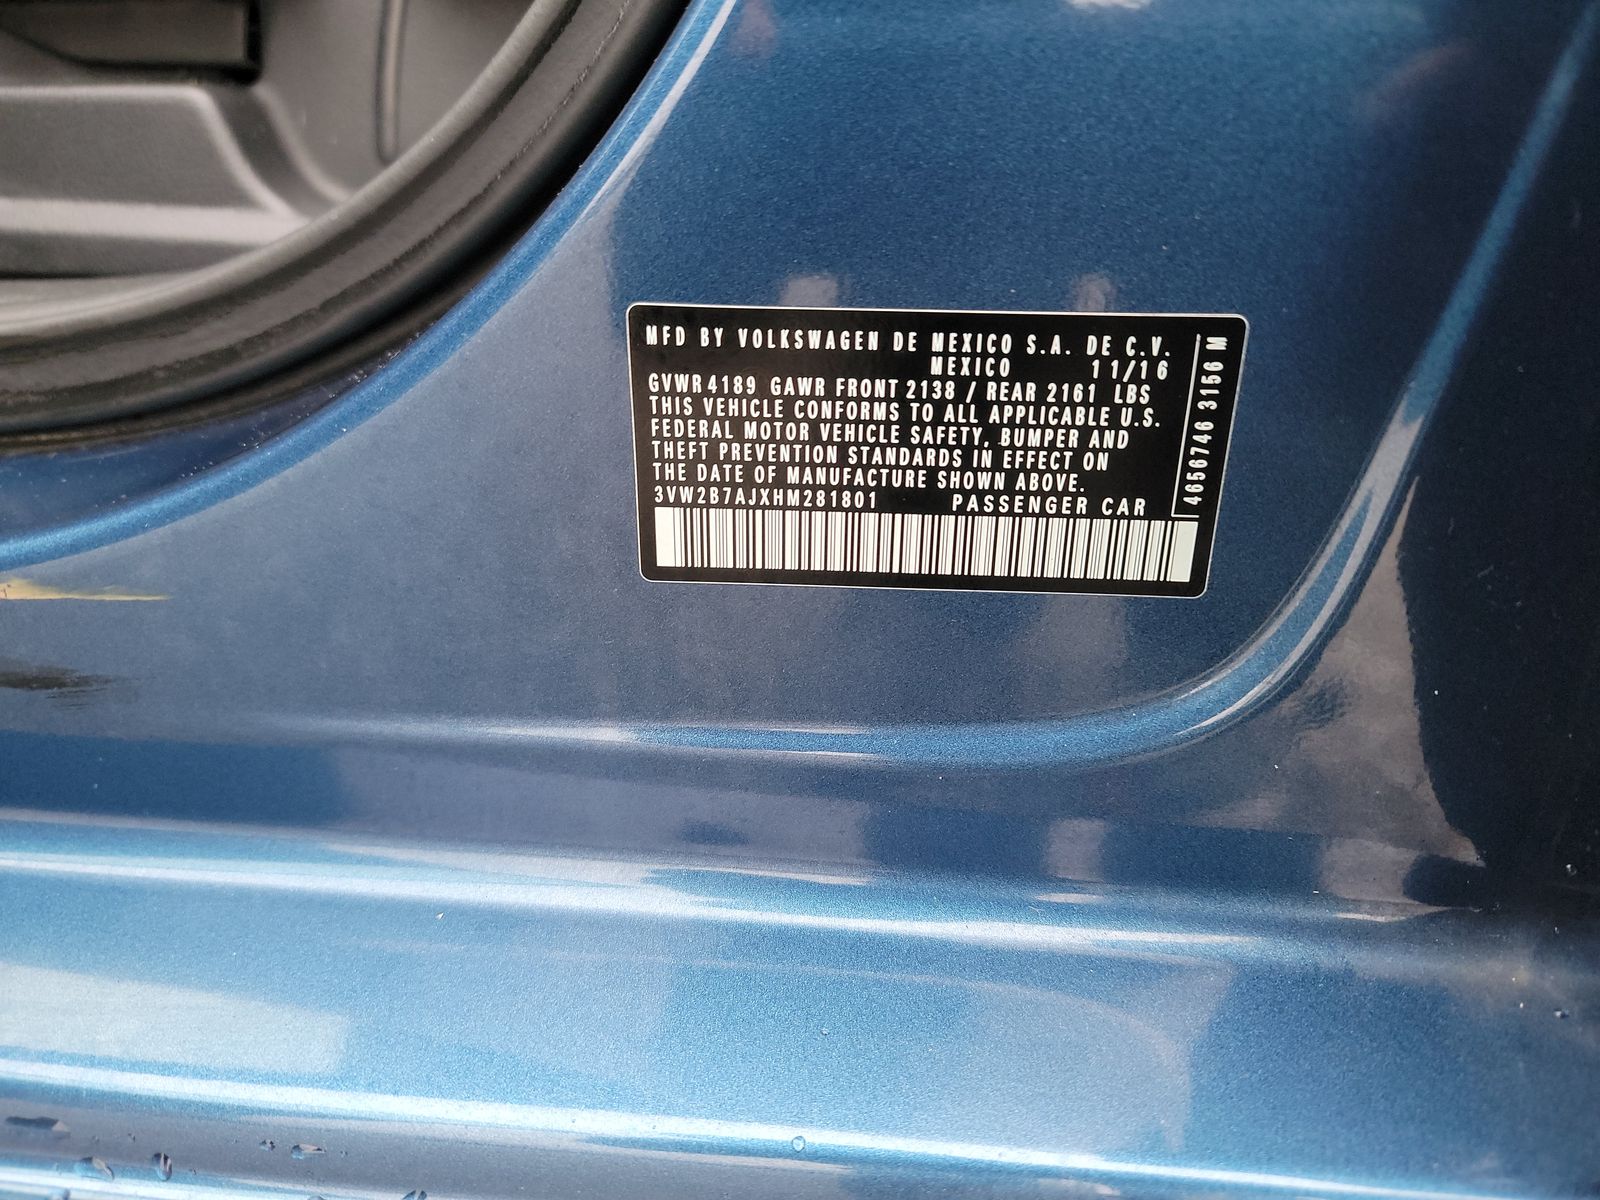 MFD BY VOLKSWAGEN DE MEXICO S.A. DE C.V.
MEXICO 11/16
GVWR 4189 GAWR FRONT 2138 / REAR 2161 LBS
THIS VEHICLE CONFORMS TO ALL APPLICABLE U.S.
FEDERAL MOTOR VEHICLE SAFETY, BUMPER AND
THEFT PREVENTION STANDARDS IN EFFECT ON
THE DATE OF MANUFACTURE SHOWN ABOVE.
3VW2B7AJXHM281801 PASSENGER CAR
4656746 3156 M